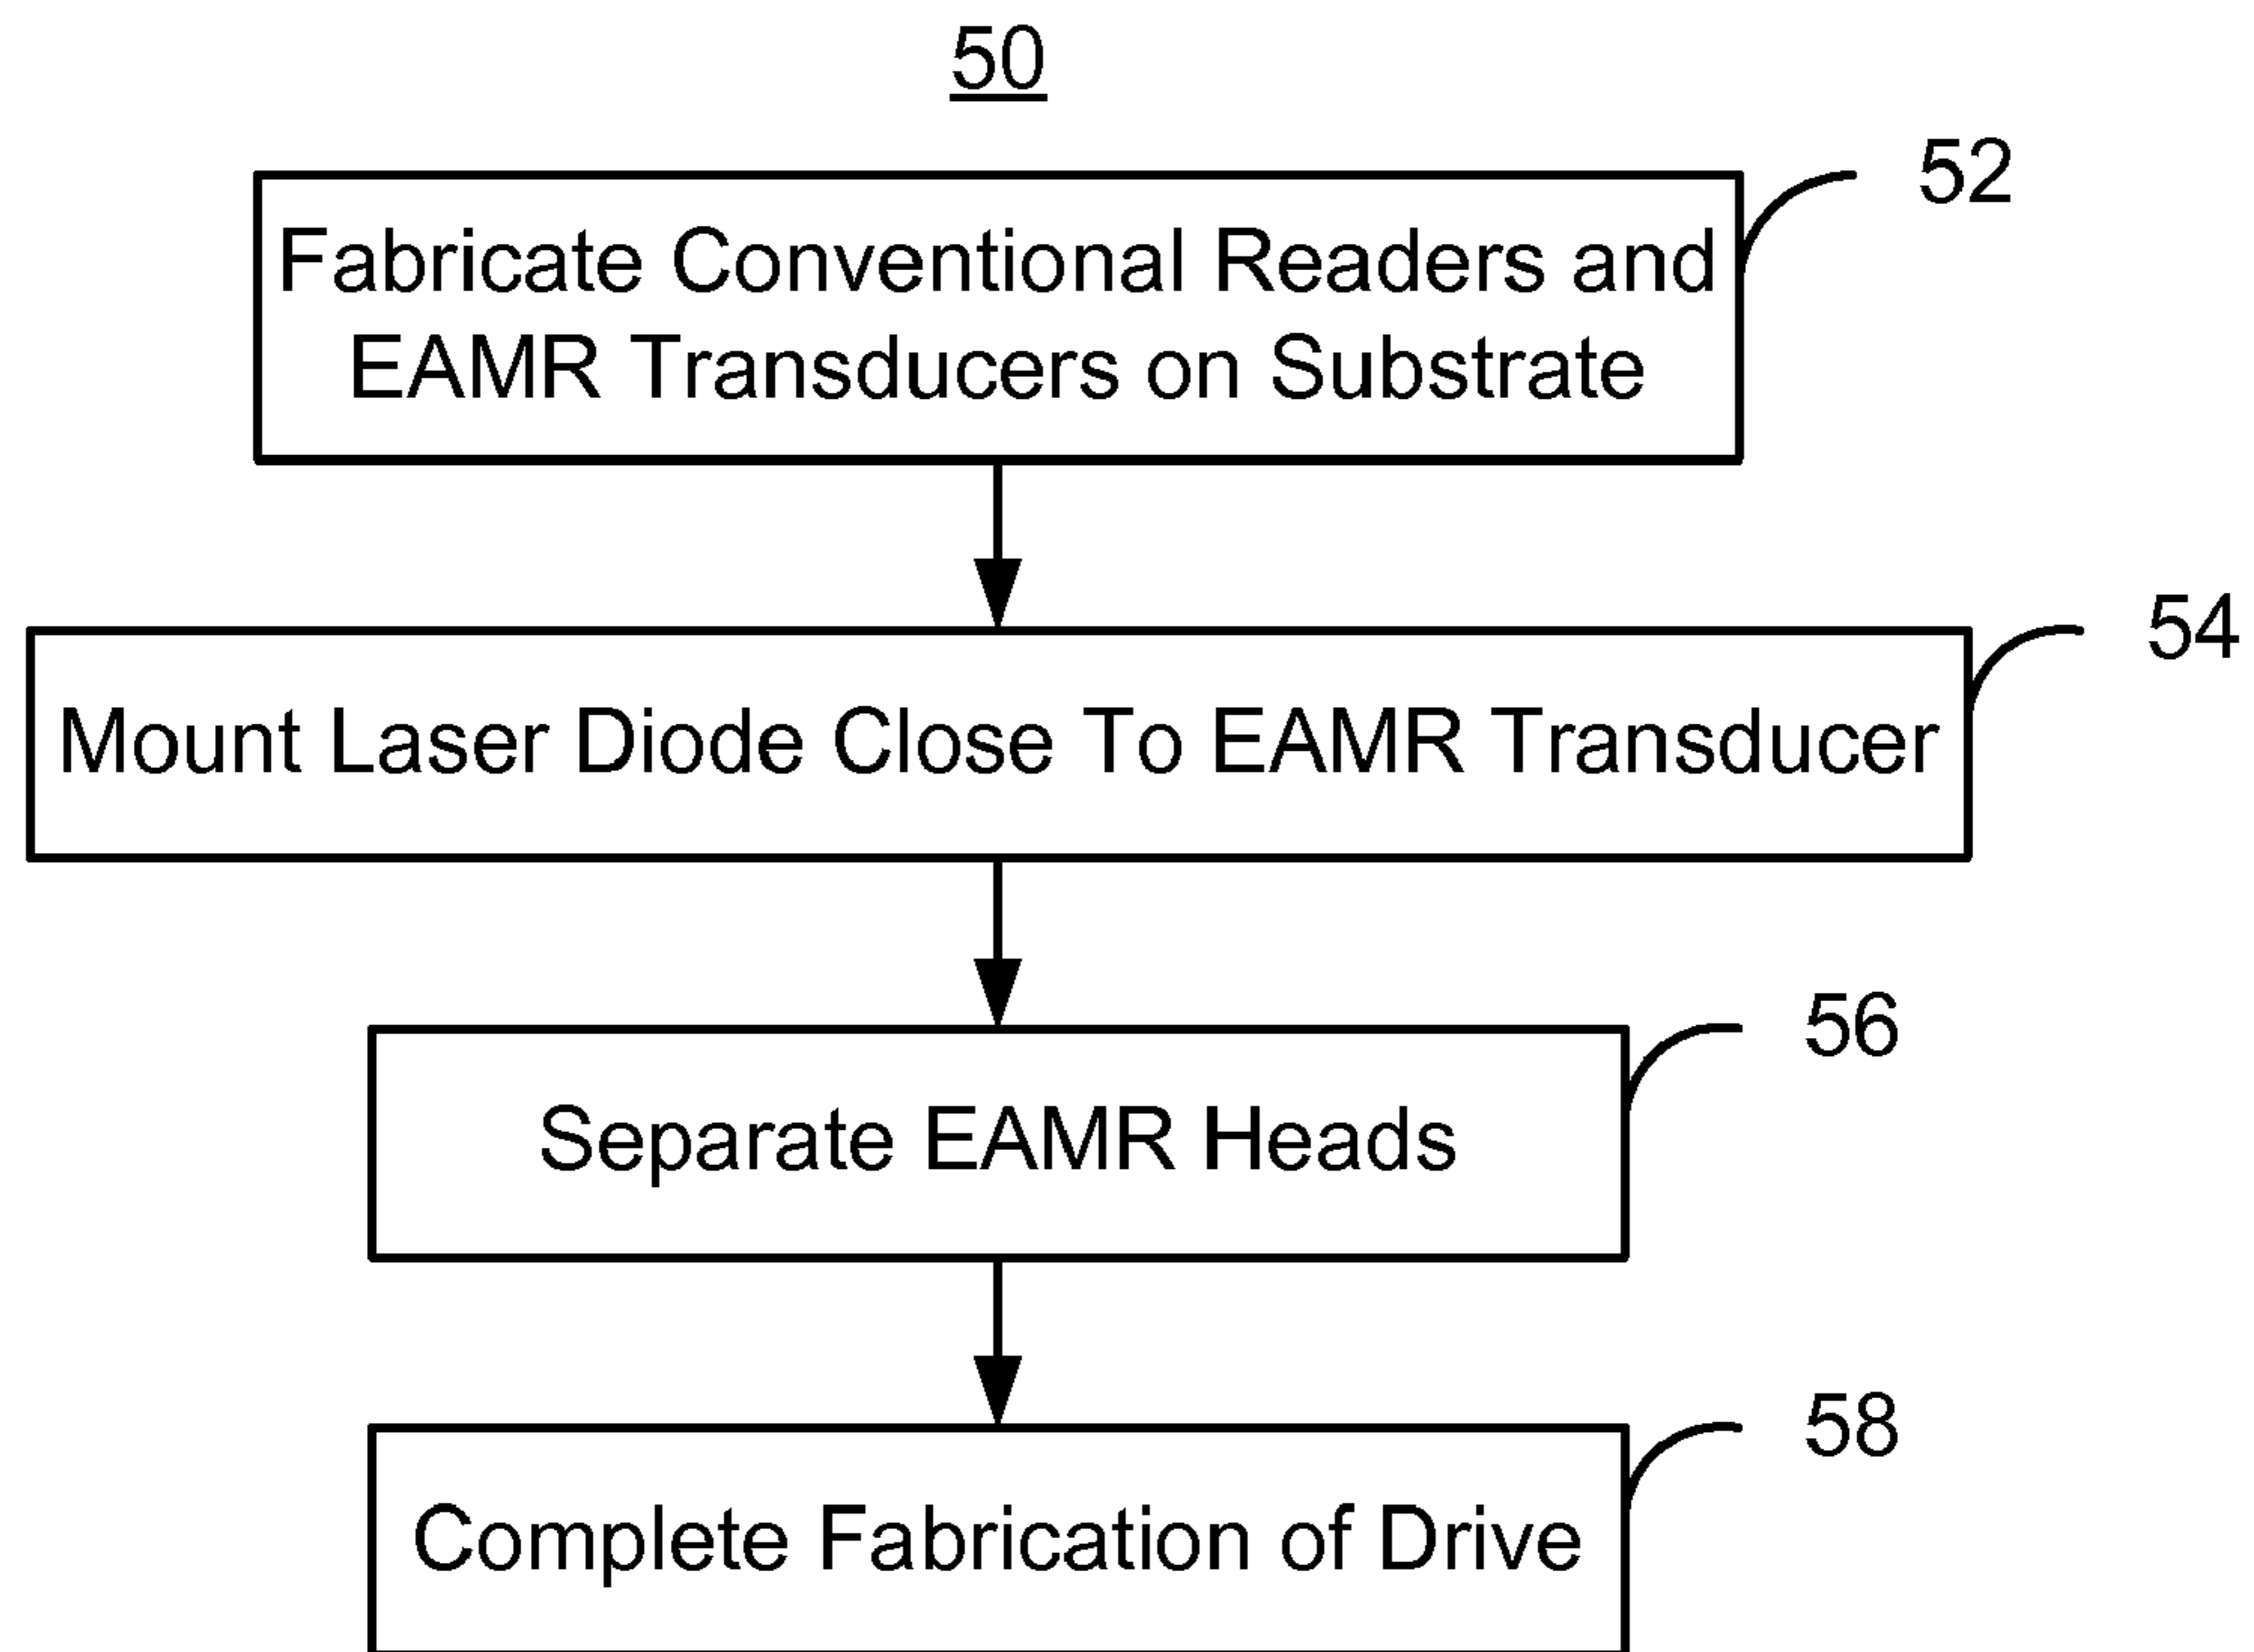 50
52
Fabricate Conventional Readers and
EAMR Transducers on Substrate
54
Mount Laser Diode Close To EAMR Transducer
56
Separate EAMR Heads
58
Complete Fabrication of Drive